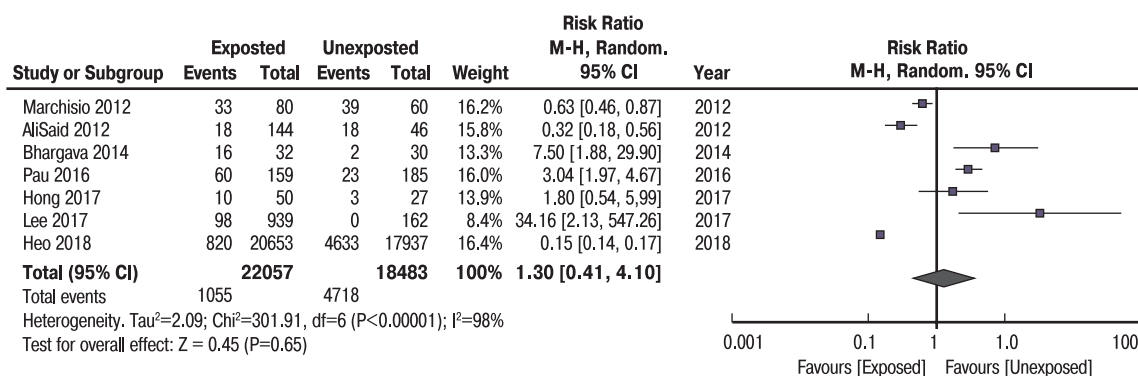 Risk Ratio
Exposted Unexposted M-H, Random. Risk Ratio
Study or Subgroup Events Total Events Total Weight 95% CI Year M-H, Random. 95% CI
Marchisio 2012 33 80 39 60 16.2% 0.63 [0.46, 0.87] 2012
AliSaid 2012 18 144 18 46 15.8% 0.32 [0.18, 0.56] 2012
Bhargava 2014 16 32 2 30 13.3% 7.50 [1.88, 29.90] 2014
Pau 2016 60 159 23 185 16.0% 3.04 [1.97, 4.67] 2016
Hong 2017 10 50 3 27 13.9% 1.80 [0.54, 5,99] 2017
Lee 2017 98 939 0 162 8.4% 34.16 [2.13, 547.26] 2017
Heo 2018 820 20653 4633 17937 16.4% 0.15 [0.14, 0.17] 2018
Total (95% CI) 22057 18483 100% 1.30 [0.41, 4.10]
Total events 1055 4718
Heterogeneity. Tau²=2.09; Chi²=301.91, df=6 (P<0.00001); I²=98%
Test for overall effect: Z = 0.45 (P=0.65)
0.001 0.1 1 1.0 100
Favours [Exposed] Favours [Unexposed]